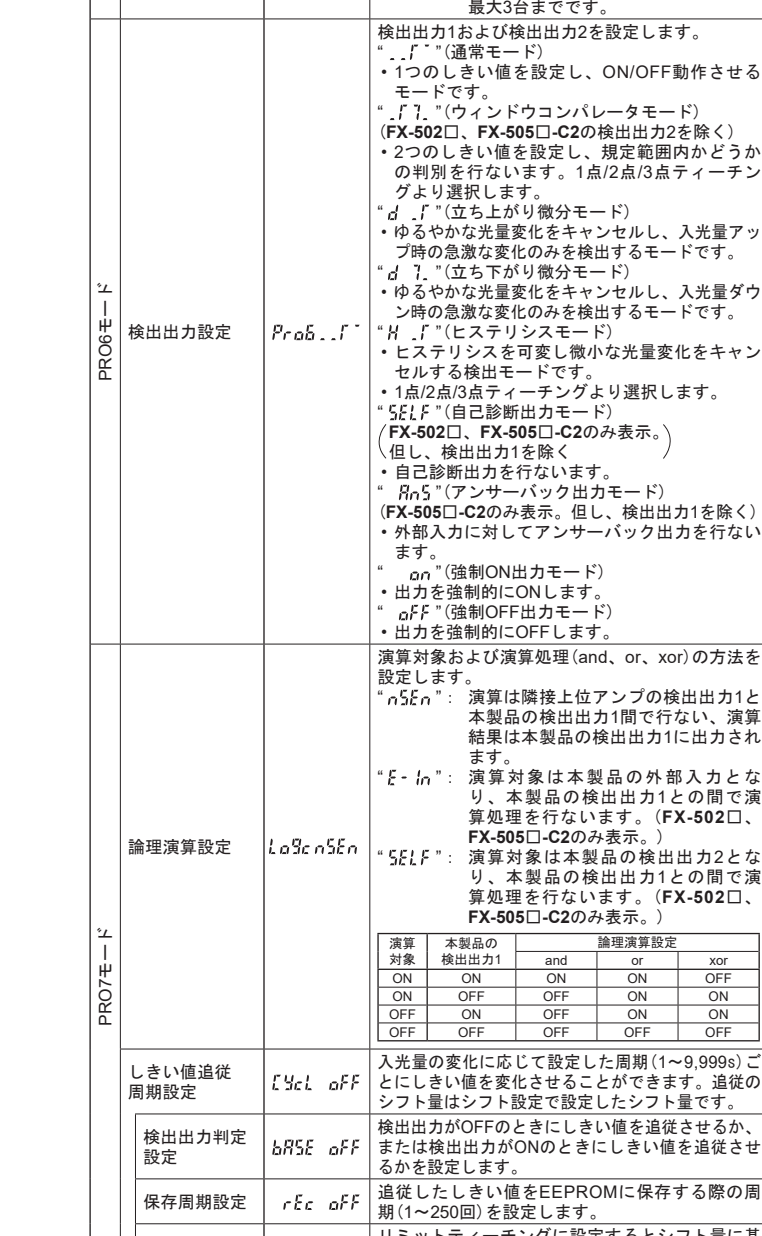 最大3台までです。
PRO6モード
検出出力設定
Pro6
検出出力1および検出出力2を設定します。
“ ”(通常モード)
・1つのしきい値を設定し、ON/OFF動作させる
モードです。
“ ”(ウィンドウコンパレータモード)
(FX-502□、FX-505□-C2の検出出力2を除く)
・2つのしきい値を設定し、規定範囲内かどうか
の判別を行ないます。1点/2点/3点ティーチン
グより選択します。
“d ”(立ち上がり微分モード)
・ゆるやかな光量変化をキャンセルし、入光量アッ
プ時の急激な変化のみを検出するモードです。
“d ”(立ち下がり微分モード)
・ゆるやかな光量変化をキャンセルし、入光量ダウ
ン時の急激な変化のみを検出するモードです。
“H ”(ヒステリシスモード)
・ヒステリシスを可変し微小な光量変化をキャン
セルする検出モードです。
・1点/2点/3点ティーチングより選択します。
“SELF”(自己診断出力モード)
(FX-502□、FX-505□-C2のみ表示。
但し、検出出力1を除く)
・自己診断出力を行ないます。
“ AnS”(アンサーバック出力モード)
(FX-505□-C2のみ表示。但し、検出出力1を除く)
・外部入力に対してアンサーバック出力を行ない
ます。
“ on”(強制ON出力モード)
・出力を強制的にONします。
“ oFF”(強制OFF出力モード)
・出力を強制的にOFFします。
PRO7モード
論理演算設定
Logc nSEn
演算対象および演算処理(and、or、xor)の方法を
設定します。
“nSEn”: 演算は隣接上位アンプの検出出力1と
本製品の検出出力1間で行ない、演算
結果は本製品の検出出力1に出力され
ます。
“E-In”: 演算対象は本製品の外部入力とな
り、本製品の検出出力1との間で演
算処理を行ないます。(FX-502□、
FX-505□-C2のみ表示。)
“SELF”: 演算対象は本製品の検出出力2とな
り、本製品の検出出力1との間で演
算処理を行ないます。(FX-502□、
FX-505□-C2のみ表示。)
演算対象 本製品の検出出力1 論理演算設定
and or xor
ON ON ON ON OFF
ON OFF OFF ON ON
OFF ON OFF ON ON
OFF OFF OFF OFF OFF
しきい値追従
周期設定
CYcL oFF
入光量の変化に応じて設定した周期(1〜9,999s)ご
とにしきい値を変化させることができます。追従の
シフト量はシフト設定で設定したシフト量です。
検出出力判定
設定
bASE oFF
検出出力がOFFのときにしきい値を追従させるか、
または検出出力がONのときにしきい値を追従させ
るかを設定します。
保存周期設定
rEc oFF
追従したしきい値をEEPROMに保存する際の周
期(1〜250回)を設定します。
リミットティーチングに設定するとシフト量に基